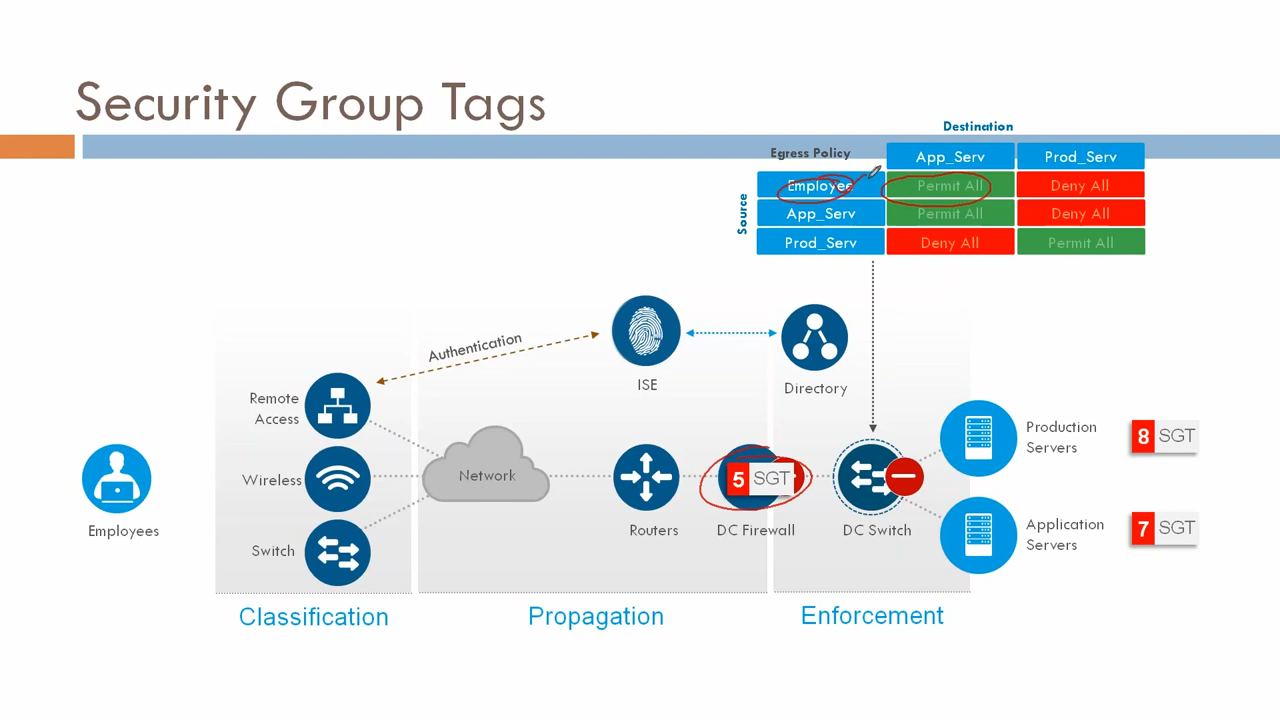 Security Group Tags
Destination
Egress Policy
App_Serv
Prod_Serv
Source
Employee
Permit All
Deny All
App_Serv
Permit All
Deny All
Prod_Serv
Deny All
Permit All
Authentication
ISE
Directory
Remote
Access
Wireless
Switch
Employees
Network
Routers
5 SGT
DC Firewall
DC Switch
Production
Servers
8 SGT
Application
Servers
7 SGT
Classification
Propagation
Enforcement